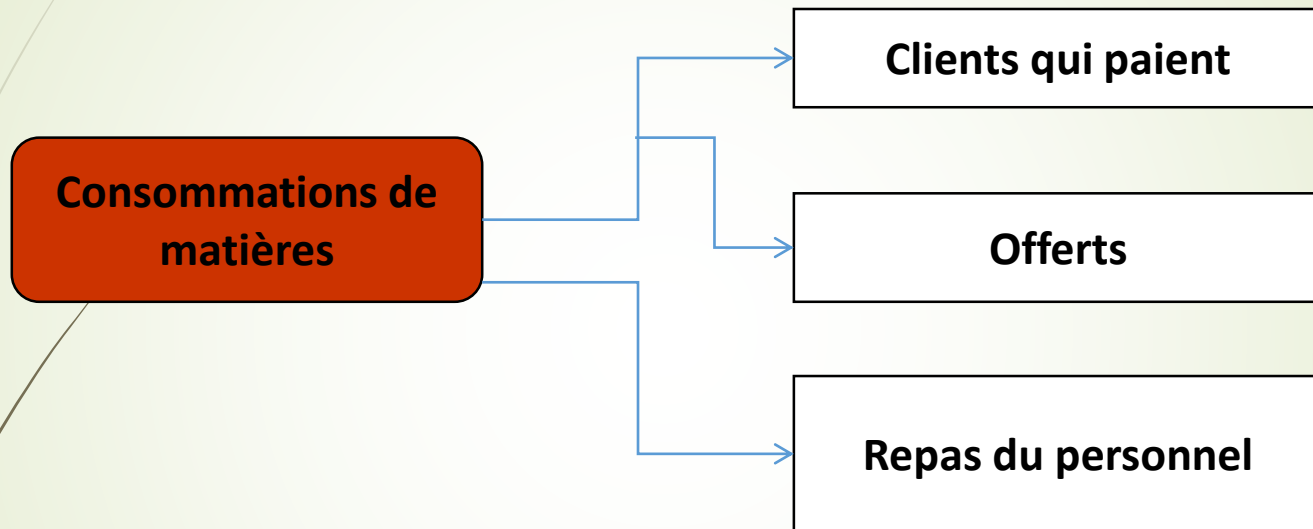 Clients qui paient
Consommations de
matières
Offerts
Repas du personnel